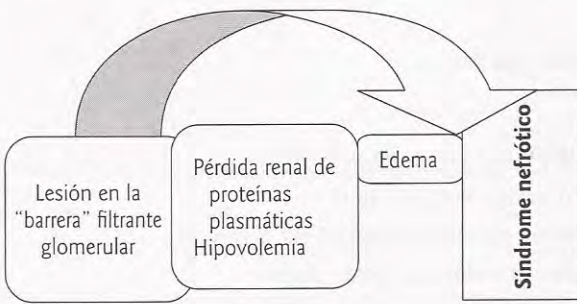 Lesión en la
“barrera” filtrante
glomerular
Pérdida renal de
proteínas
plasmáticas
Hipovolemia
Edema
Síndrome nefrótico